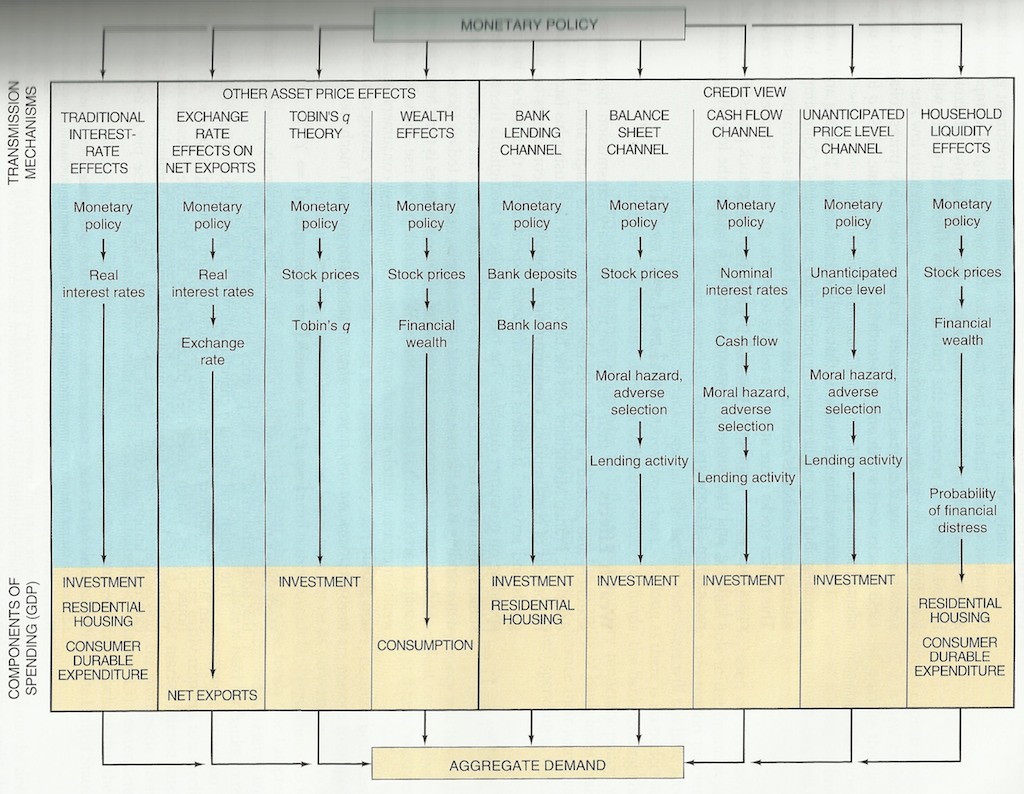 MONETARY POLICY
TRANSMISSION
MECHANISMS
OTHER ASSET PRICE EFFECTS
CREDIT VIEW
TRADITIONAL
INTEREST-
RATE
EFFECTS
EXCHANGE
RATE
EFFECTS ON
NET EXPORTS
TOBIN'S q
THEORY
WEALTH
EFFECTS
BANK
LENDING
CHANNEL
BALANCE
SHEET
CHANNEL
CASH FLOW
CHANNEL
UNANTICIPATED
PRICE LEVEL
CHANNEL
HOUSEHOLD
LIQUIDITY
EFFECTS
Monetary
policy
Real
interest rates
Monetary
policy
Real
interest rates
Exchange
rate
Monetary
policy
Stock prices
Tobin's q
Monetary
policy
Stock prices
Financial
wealth
Monetary
policy
Bank deposits
Bank loans
Monetary
policy
Stock prices
Moral hazard,
adverse
selection
Lending activity
Monetary
policy
Nominal
interest rates
Cash flow
Moral hazard,
adverse
selection
Lending activity
Monetary
policy
Unanticipated
price level
Moral hazard,
adverse
selection
Lending activity
Monetary
policy
Stock prices
Financial
wealth
Probability
of financial
distress
COMPONENTS OF
SPENDING (GDP)
INVESTMENT
RESIDENTIAL
HOUSING
CONSUMER
DURABLE
EXPENDITURE
NET EXPORTS
INVESTMENT
CONSUMPTION
INVESTMENT
RESIDENTIAL
HOUSING
INVESTMENT
INVESTMENT
INVESTMENT
RESIDENTIAL
HOUSING
CONSUMER
DURABLE
EXPENDITURE
AGGREGATE DEMAND